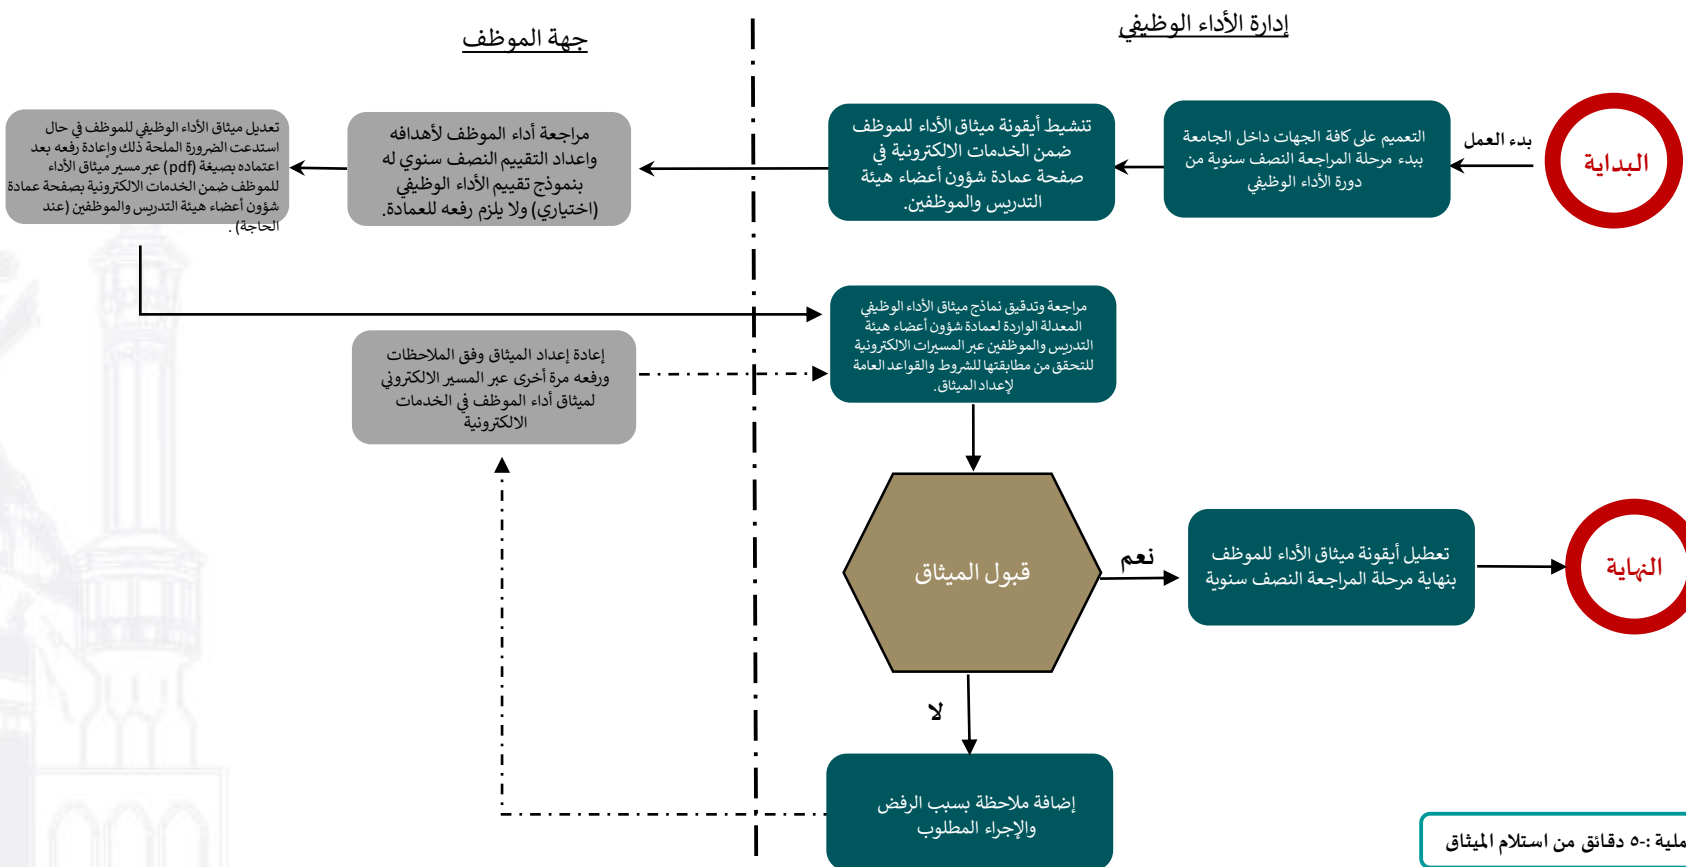 إدارة الأداء الوظيفي
جهة الموظف
البداية
بدء العمل
التعميم على كافة الجهات داخل الجامعة
ببدء مرحلة المراجعة النصف سنوية من
دورة الأداء الوظيفي
تنشيط أيقونة ميثاق الأداء للموظف
ضمن الخدمات الالكترونية في
صفحة عمادة شؤون أعضاء هيئة
التدريس والموظفين.
مراجعة أداء الموظف لأهدافه
واعداد التقييم النصف سنوي له
بنموذج تقييم الأداء الوظيفي
(اختياري) ولا يلزم رفعه للعمادة.
تعديل ميثاق الأداء الوظيفي للموظف في حال
استدعت الضرورة الملحة ذلك وإعادة رفعه بعد
اعتماده بصيغة (pdf) عبر مسير ميثاق الأداء
للموظف ضمن الخدمات الالكترونية بصفحة عمادة
شؤون أعضاء هيئة التدريس والموظفين (عند
الحاجة) .
مراجعة وتدقيق نماذج ميثاق الأداء الوظيفي
المعدلة الواردة لعمادة شؤون أعضاء هيئة
التدريس والموظفين عبر المسيرات الالكترونية
للتحقق من مطابقتها للشروط والقواعد العامة
لإعداد الميثاق.
إعادة إعداد الميثاق وفق الملاحظات
ورفعه مرة أخرى عبر المسير الالكتروني
لميثاق أداء الموظف في الخدمات
الالكترونية
قبول الميثاق
نعم
تعطيل أيقونة ميثاق الأداء للموظف
بنهاية مرحلة المراجعة النصف سنوية
النهاية
لا
إضافة ملاحظة بسبب الرفض
والإجراء المطلوب
:-٥ دقائق من استلام الميثاق